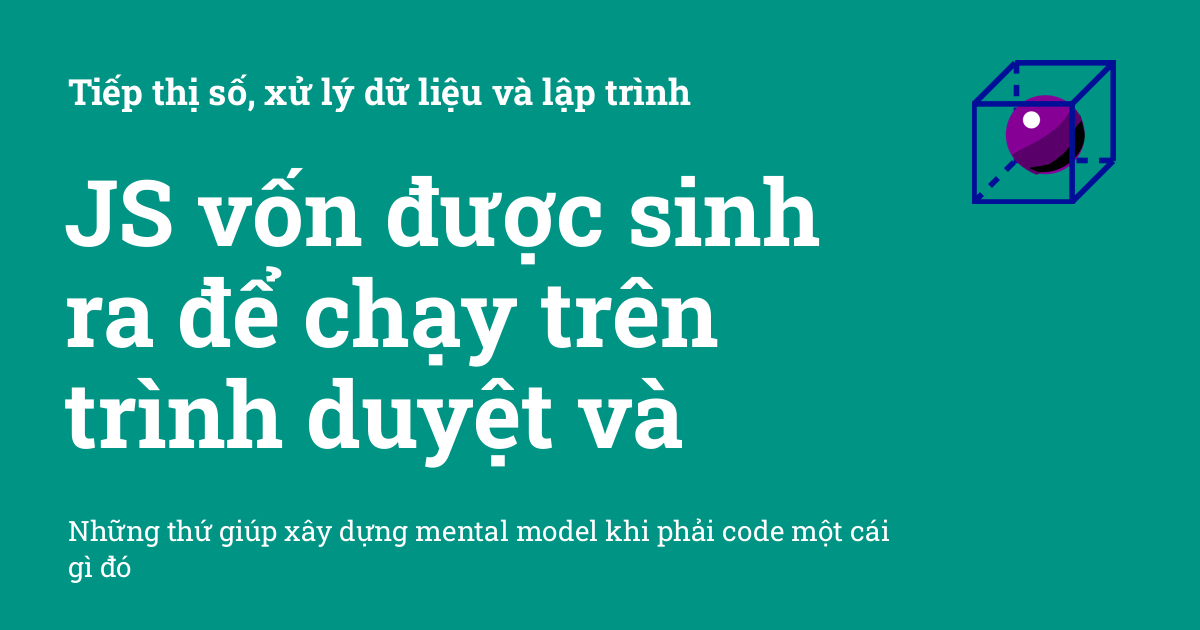 Tiếp thị số, xử lý dữ liệu và lập trình
JS vốn được sinh
ra để chạy trên
trình duyệt và
Những thứ giúp xây dựng mental model khi phải code một cái
gì đó